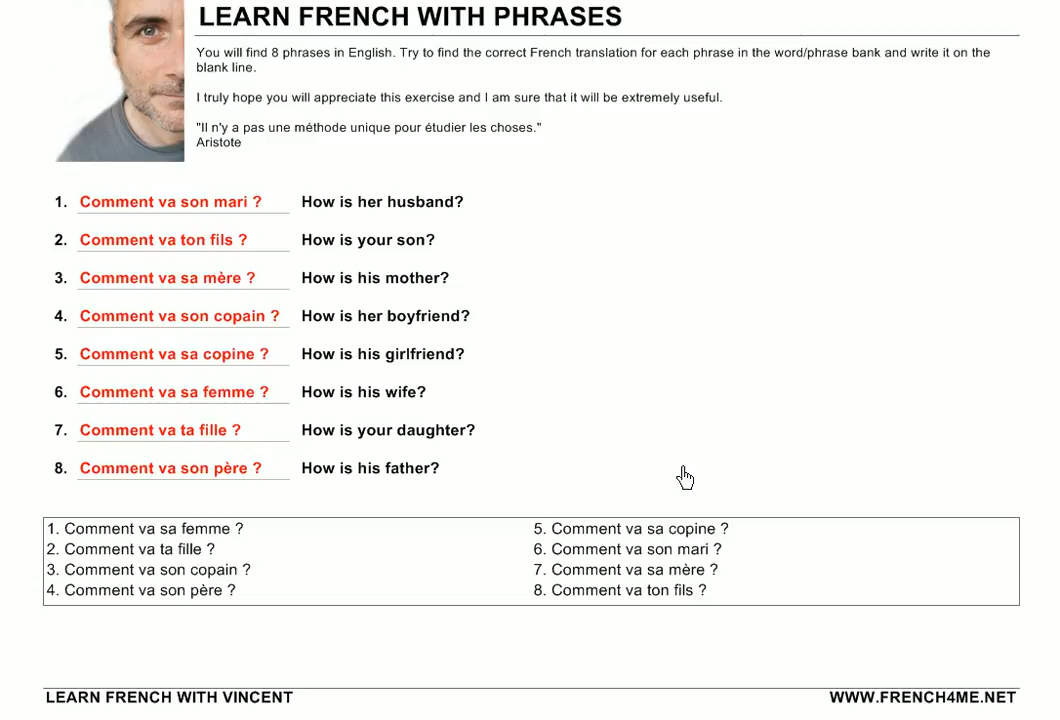 LEARN FRENCH WITH PHRASES
You will find 8 phrases in English. Try to find the correct French translation for each phrase in the word/phrase bank and write it on the
blank line.
I truly hope you will appreciate this exercise and I am sure that it will be extremely useful.
"Il n'y a pas une méthode unique pour étudier les choses."
Aristote
1. Comment va son mari ? How is her husband?
2. Comment va ton fils ? How is your son?
3. Comment va sa mère ? How is his mother?
4. Comment va son copain ? How is her boyfriend?
5. Comment va sa copine ? How is his girlfriend?
6. Comment va sa femme ? How is his wife?
7. Comment va ta fille ? How is your daughter?
8. Comment va son père ? How is his father?
1. Comment va sa femme ? 5. Comment va sa copine ?
2. Comment va ta fille ? 6. Comment va son mari ?
3. Comment va son copain ? 7. Comment va sa mère ?
4. Comment va son père ? 8. Comment va ton fils ?
LEARN FRENCH WITH VINCENT WWW.FRENCH4ME.NET